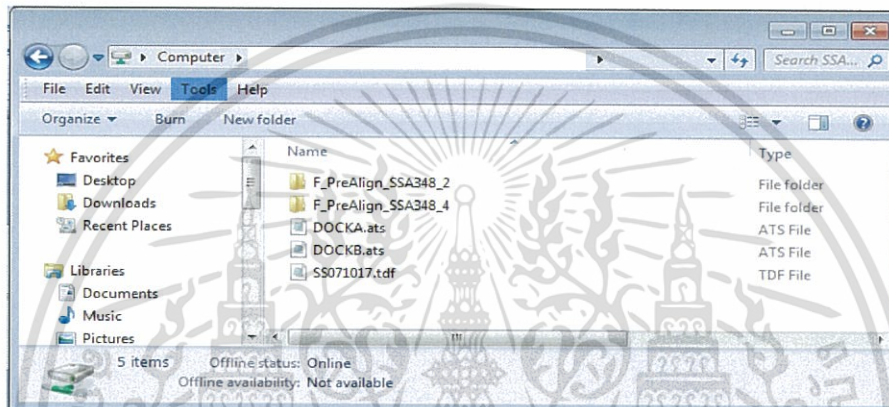 Computer
Search SSA...
File Edit View Tools Help
Organize Burn New folder
Name Type
Favorites
Desktop
Downloads
Recent Places
Libraries
Documents
Music
Pictures
F_PreAlign_SSA348_2 File folder
F_PreAlign_SSA348_4 File folder
DOCKA.ats ATS File
DOCKB.ats ATS File
SS071017.tdf TDF File
5 items Offline status: Online
Offline availability: Not available